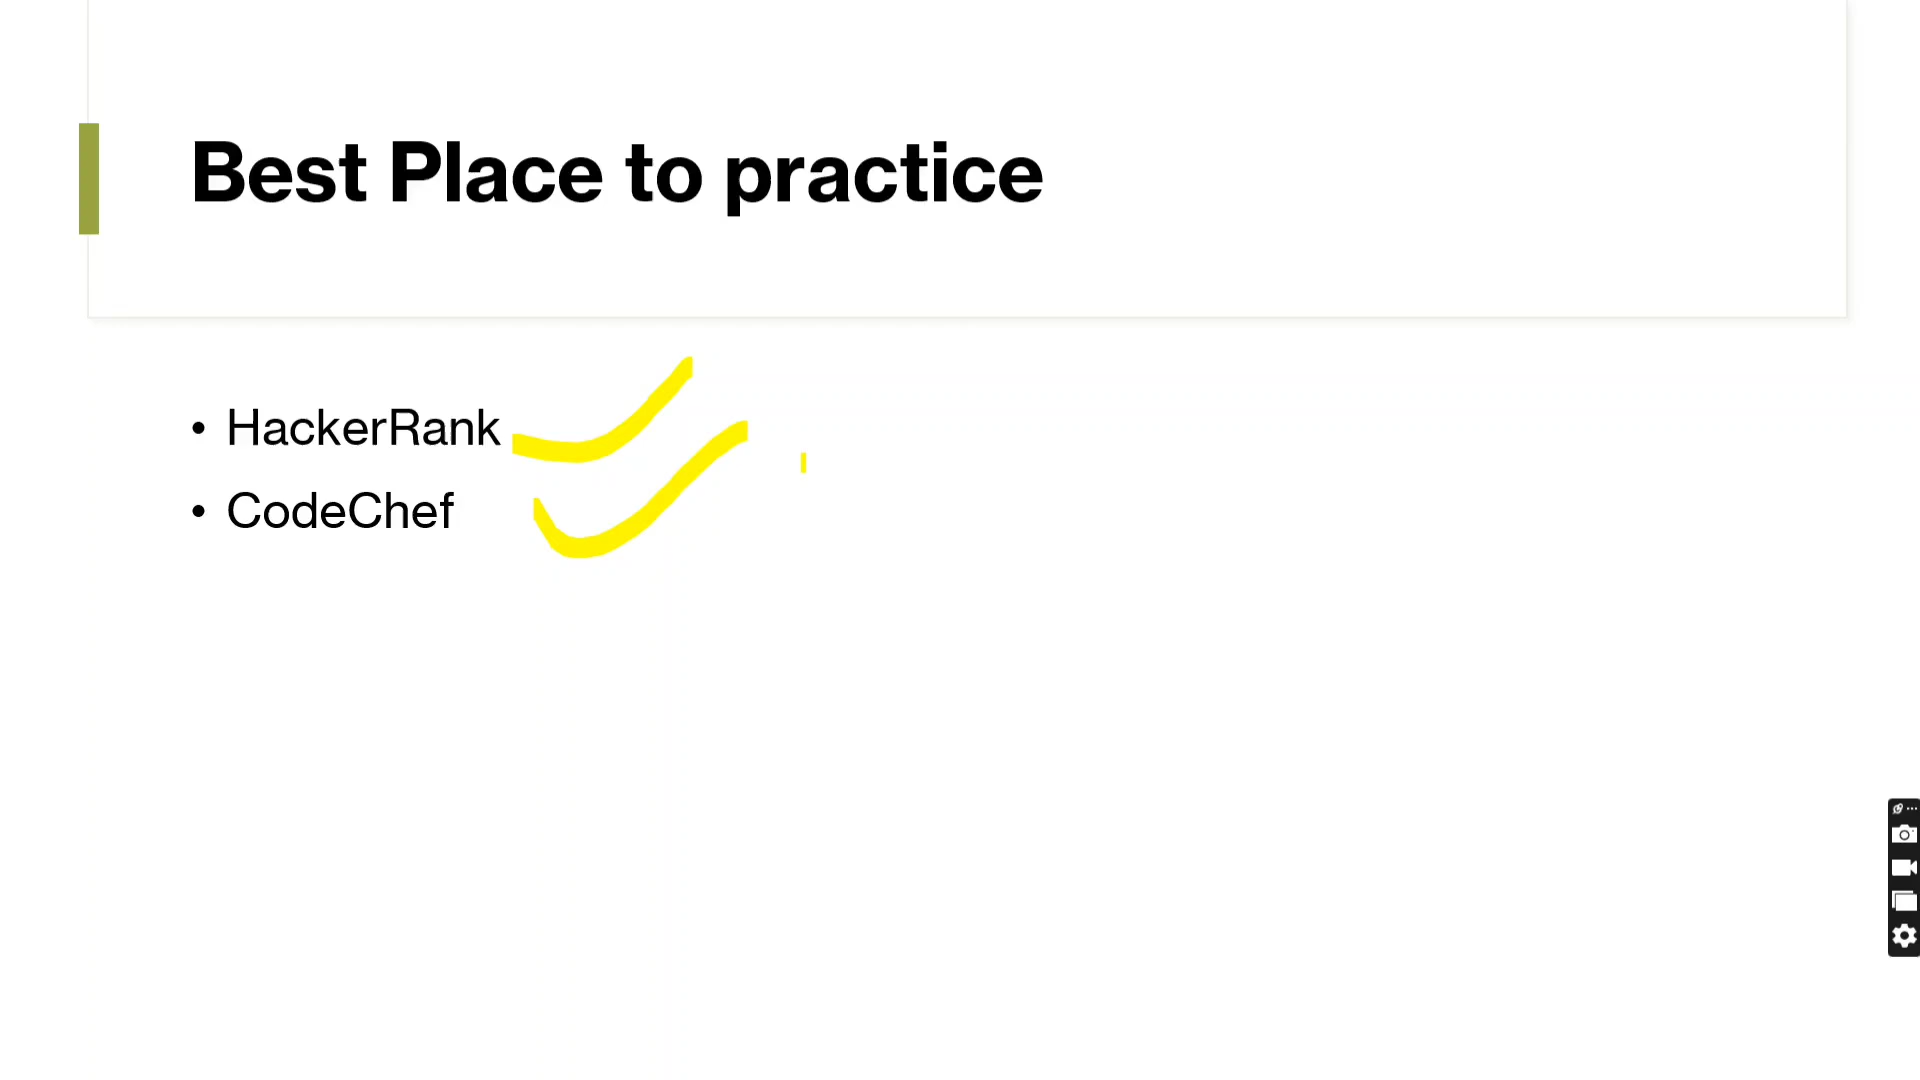 Best Place to practice
• HackerRank
• CodeChef